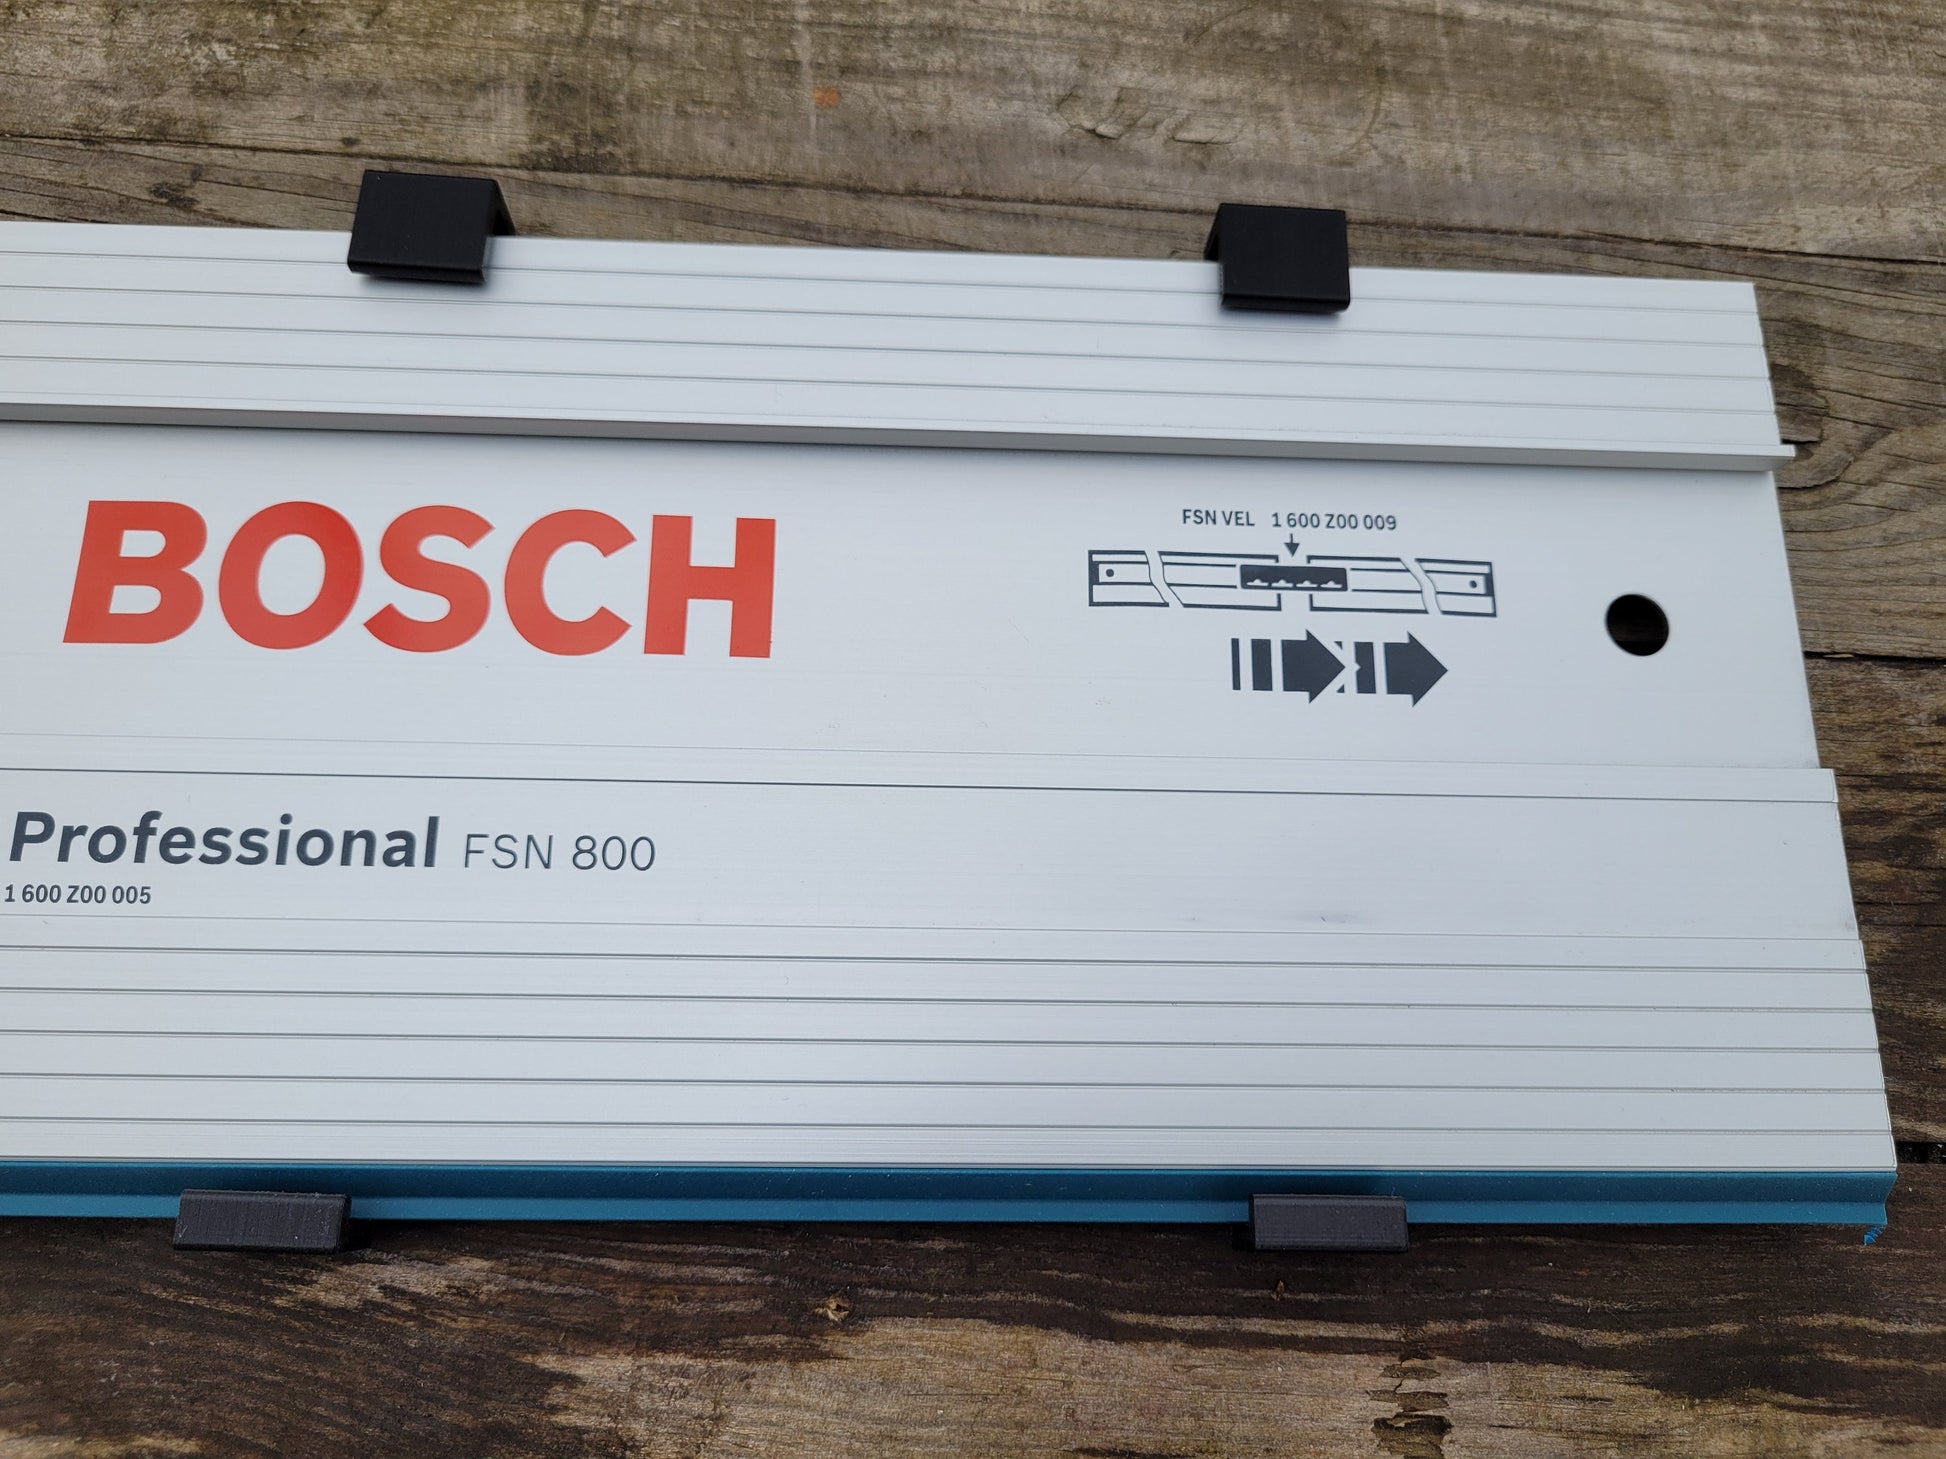 BOSCH
FSN VEL 1 600 Z00 009
Professional FSN 800
1 600 Z00 005